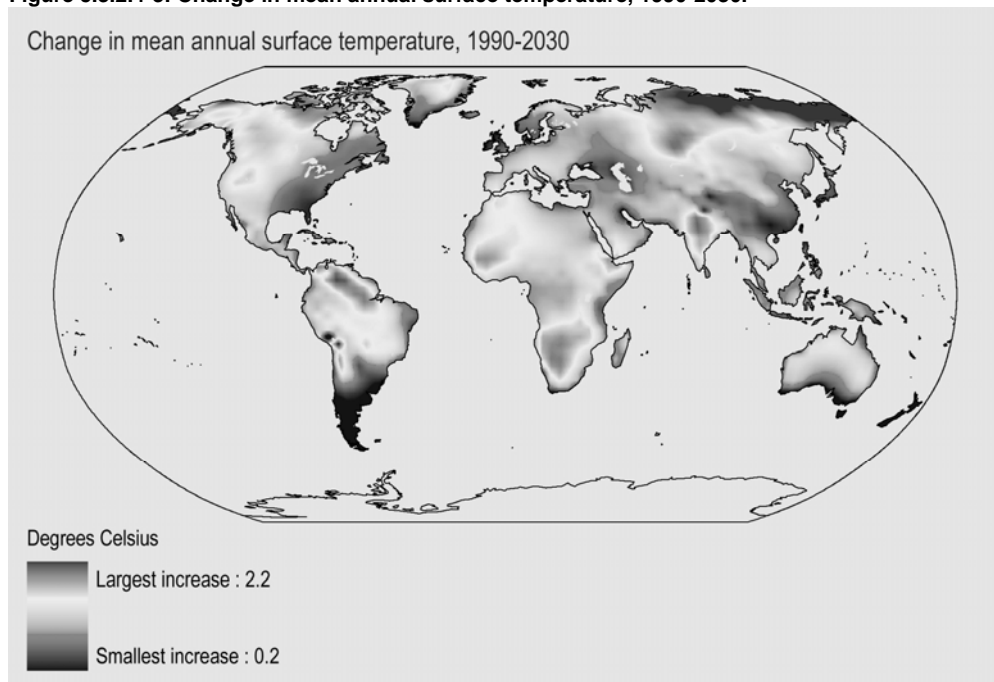 Change in mean annual surface temperature, 1990-2030
Degrees Celsius
Largest increase : 2.2
Smallest increase : 0.2